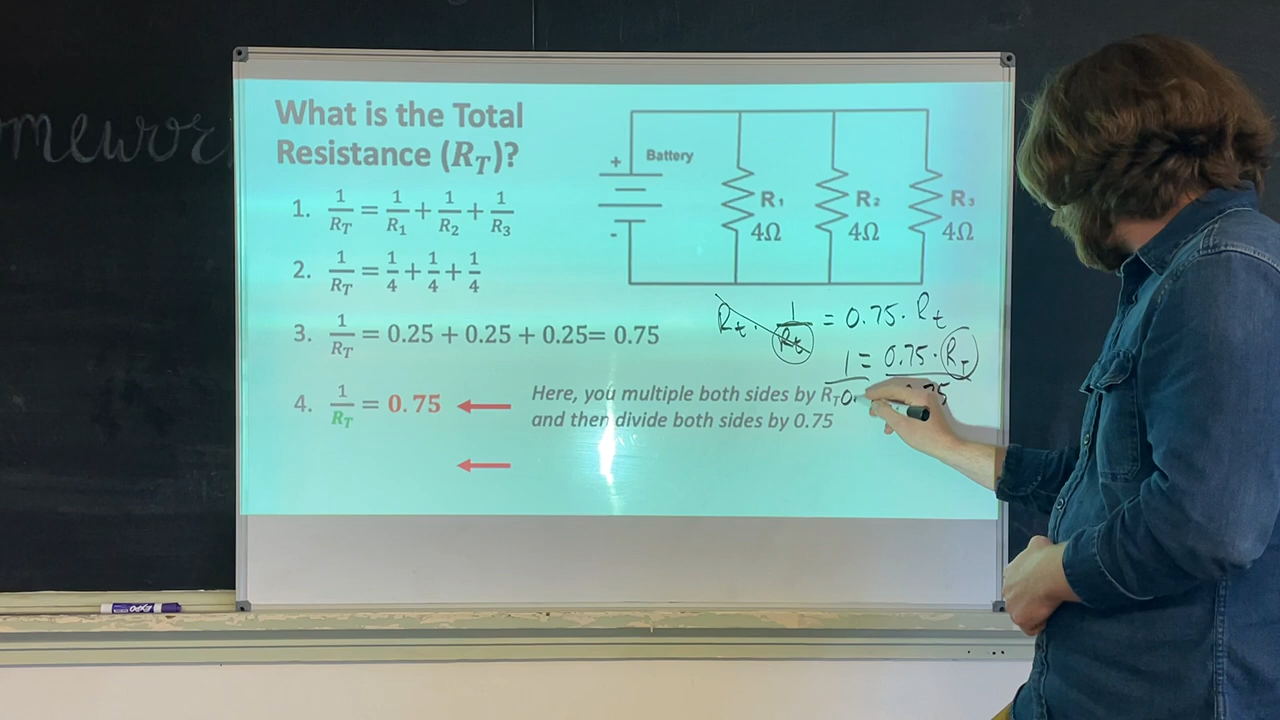 What is the Total
Resistance (R_T)?
1. 1/R_T = 1/R_1 + 1/R_2 + 1/R_3
2. 1/R_T = 1/4 + 1/4 + 1/4
3. 1/R_T = 0.25 + 0.25 + 0.25= 0.75
4. 1/R_T = 0.75
Here, you multiple both sides by R_T
and then divide both sides by 0.75
+ Battery
-
R₁
4Ω
R₂
4Ω
R₃
4Ω
R_t · 1/R_t = 0.75 · R_t
1 = 0.75 · R_T
0.
75
EXPO